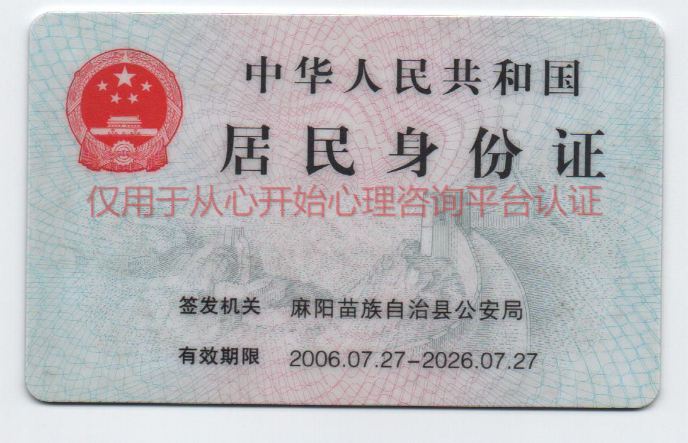 中华人民共和国
居民身份证
仅用于从心开始心理咨询平台认证
签发机关 麻阳苗族自治县公安局
有效期限 2006.07.27-2026.07.27